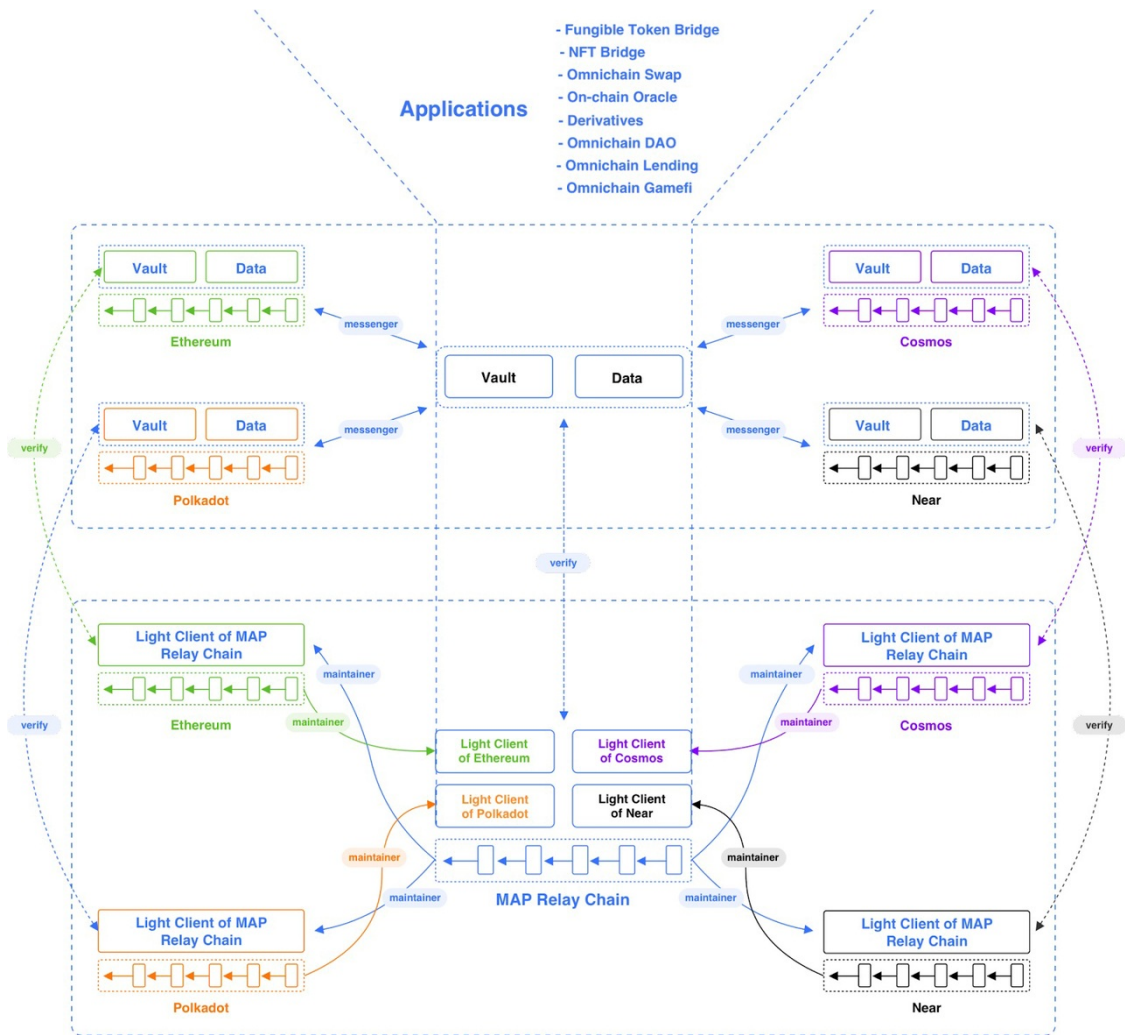 - Fungible Token Bridge
- NFT Bridge
- Omnichain Swap
- On-chain Oracle
- Derivatives
- Omnichain DAO
- Omnichain Lending
- Omnichain Gamefi
Applications
Vault
Data
Ethereum
messenger
Vault
Data
Cosmos
messenger
Vault
Data
Vault
Data
Polkadot
messenger
Vault
Data
Near
messenger
verify
verify
verify
Light Client of MAP
Relay Chain
Ethereum
maintainer
maintainer
Light Client of MAP
Relay Chain
Cosmos
maintainer
maintainer
verify
verify
Light Client
of Ethereum
Light Client
of Cosmos
Light Client
of Polkadot
Light Client
of Near
maintainer
maintainer
MAP Relay Chain
maintainer
maintainer
Light Client of MAP
Relay Chain
Polkadot
Light Client of MAP
Relay Chain
Near